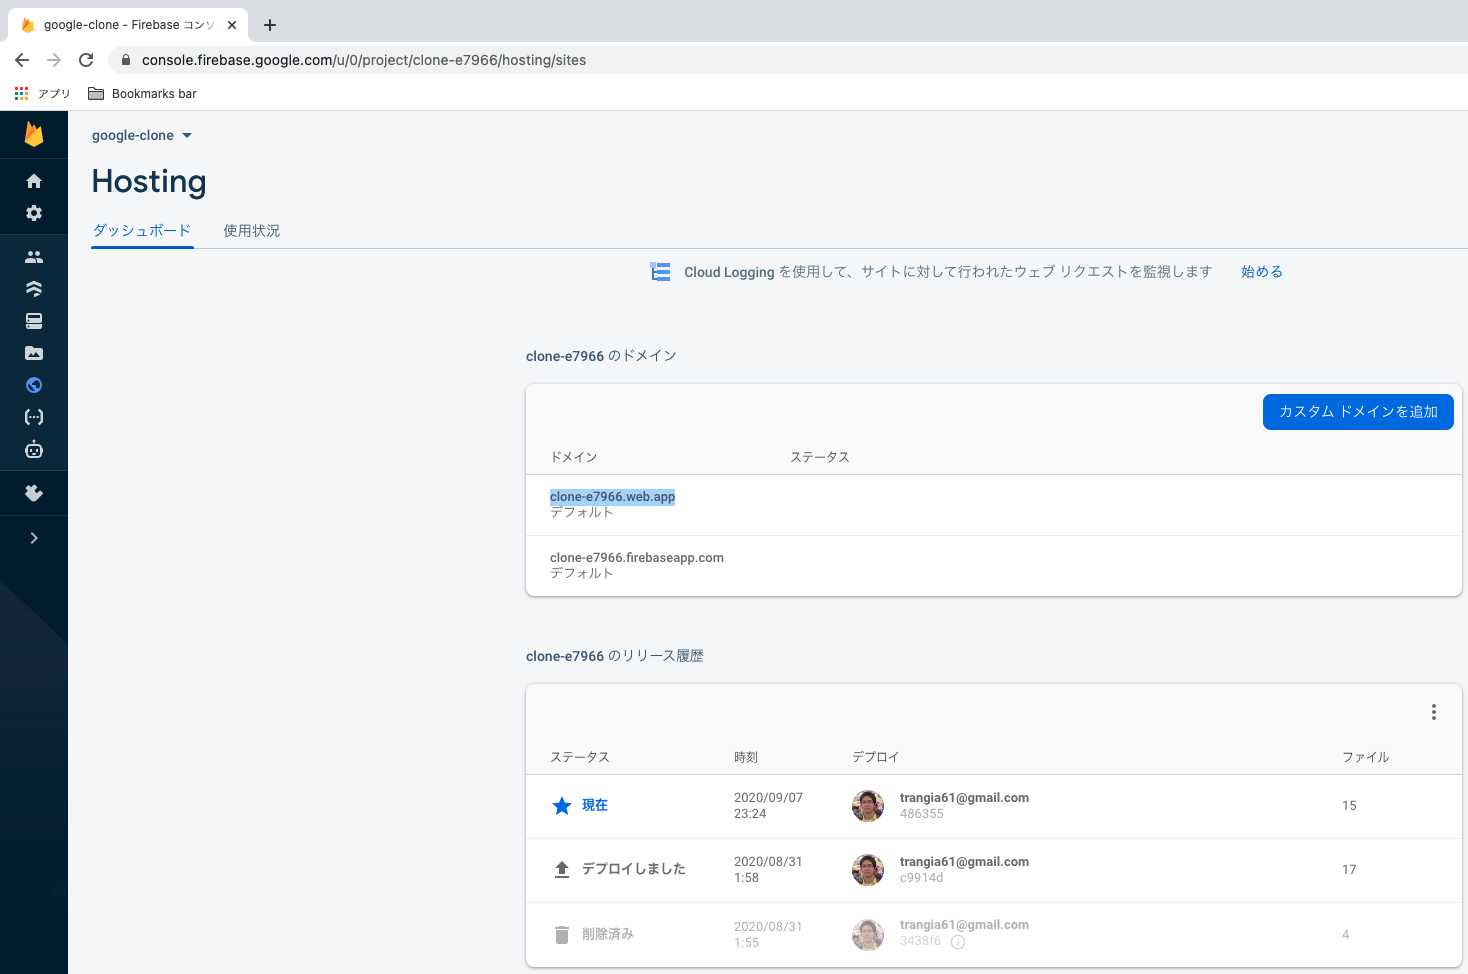 google-clone - Firebase コンソ
console.firebase.google.com/u/0/project/clone-e7966/hosting/sites
アプリ
Bookmarks bar
google-clone
Hosting
ダッシュボード
使用状況
Cloud Logging を使用して、サイトに対して行われたウェブ リクエストを監視します
始める
clone-e7966 のドメイン
カスタム ドメインを追加
ドメイン
ステータス
clone-e7966.web.app
デフォルト
clone-e7966.firebaseapp.com
デフォルト
clone-e7966 のリリース履歴
ステータス
時刻
デプロイ
ファイル
現在
2020/09/07
23:24
trangia61@gmail.com
486355
15
デプロイしました
2020/08/31
1:58
trangia61@gmail.com
c9914d
17
削除済み
2020/08/31
1:55
trangia61@gmail.com
3438f6
4